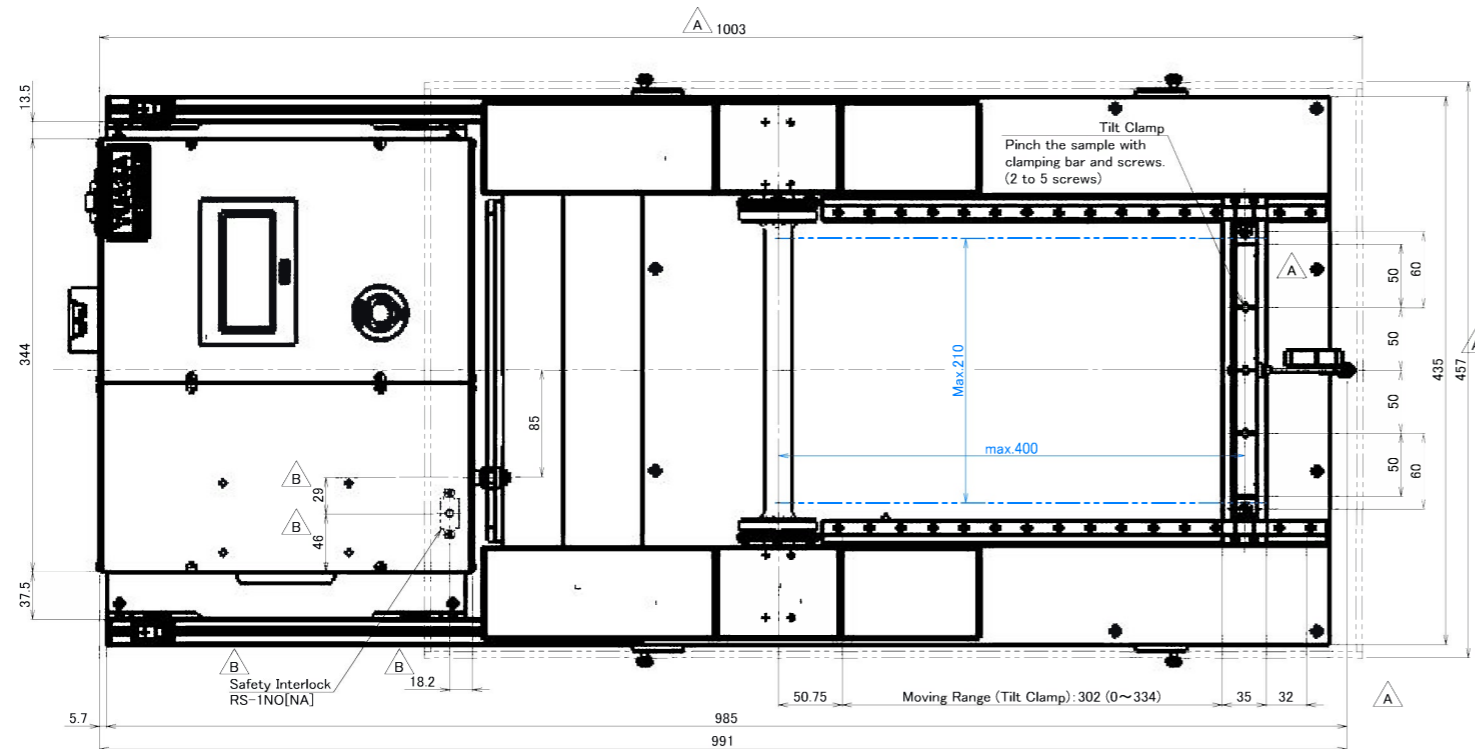 A 1003
13.5
Tilt Clamp
Pinch the sample with
clamping bar and screws.
(2 to 5 screws)
A
50
60
344
50
Max.210
435
457
A
85
50
max.400
B
29
50
60
B
46
37.5
B
B
18.2
Safety Interlock
RS-1NO[NA]
50.75
Moving Range (Tilt Clamp): 302 (0～334)
35
32
A
5.7
985
991